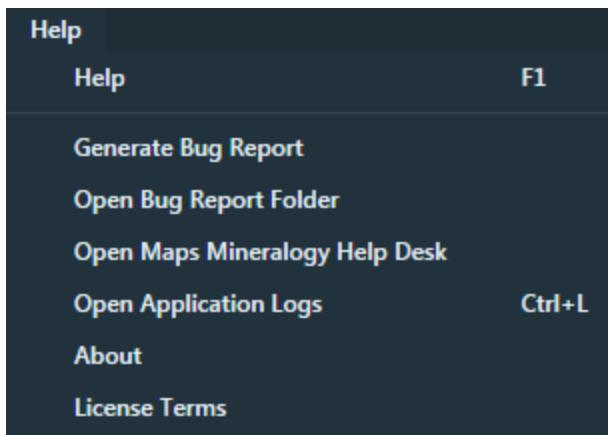 Help
Help F1
Generate Bug Report
Open Bug Report Folder
Open Maps Mineralogy Help Desk
Open Application Logs Ctrl+L
About
License Terms